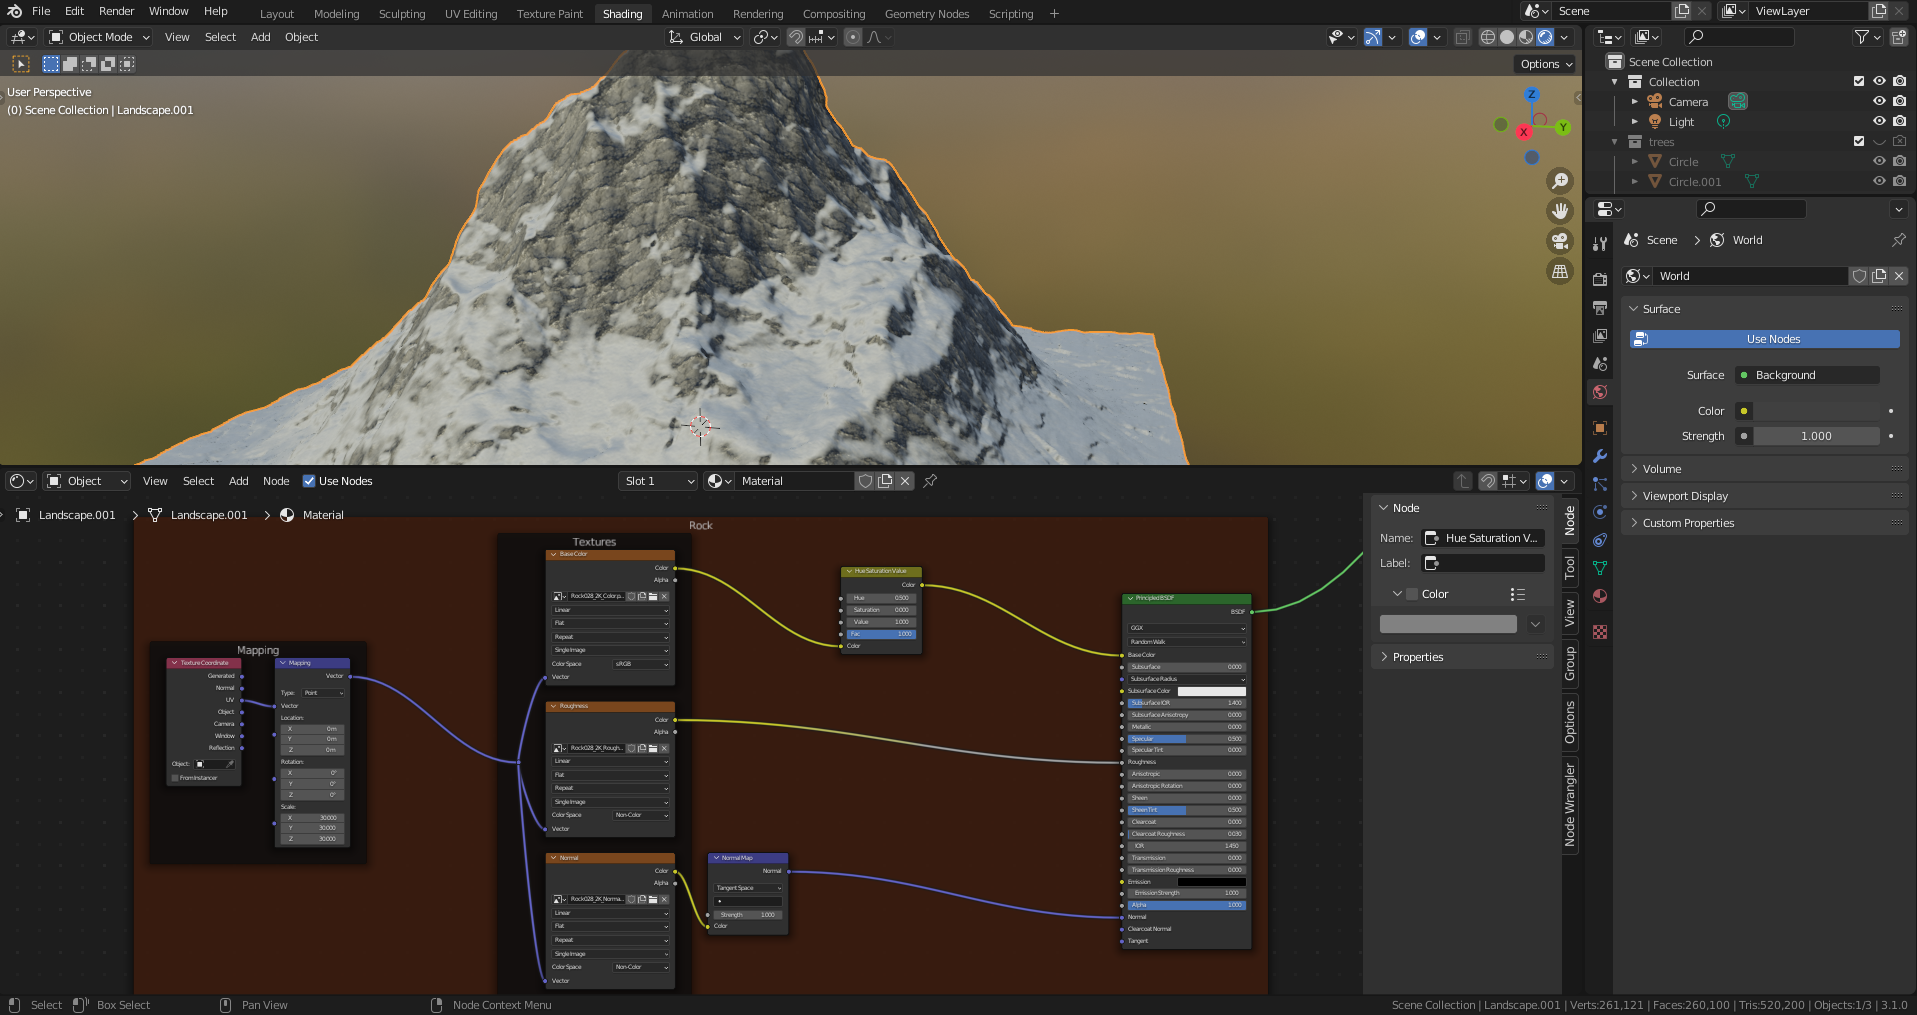 File Edit Render Window Help Layout Modeling Sculpting UV Editing Texture Paint Shading Animation Rendering Compositing Geometry Nodes Scripting + Scene ViewLayer
Object Mode View Select Add Object Global
Options
User Perspective
(0) Scene Collection | Landscape.001
Z
Y
X
Scene Collection
Collection
Camera
Light
trees
Circle
Circle.001
Scene > World
World
Surface
Use Nodes
Surface Background
Color
Strength 1.000
Volume
Viewport Display
Custom Properties
Object View Select Add Node Use Nodes Slot 1 Material
Landscape.001 > Landscape.001 > Material
Rock
Mapping
Texture Coordinate
Generated
Normal
UV
Object
Camera
Window
Reflection
Object:
From Instancer
Mapping
Vector
Type: Point
Vector
Location:
X 0m
Y 0m
Z 0m
Rotation:
X 0°
Y 0°
Z 0°
Scale:
X 30.000
Y 30.000
Z 30.000
Textures
Base Color
Color
Alpha
Rock028_2K_Color.p...
Linear
Flat
Repeat
Single Image
Color Space sRGB
Vector
Roughness
Color
Alpha
Rock028_2K_Rough...
Linear
Flat
Repeat
Single Image
Color Space Non-Color
Vector
Normal
Color
Alpha
Rock028_2K_Norma...
Linear
Flat
Repeat
Single Image
Color Space Non-Color
Vector
Normal Map
Normal
Tangent Space
Strength 1.000
Color
Hue Saturation Value
Color
Hue 0.500
Saturation 0.000
Value 1.000
Fac 1.000
Color
Principled BSDF
BSDF
GGX
Random Walk
Base Color
Subsurface 0.000
Subsurface Radius
Subsurface Color
Subsurface IOR 1.400
Subsurface Anisotropy 0.000
Metallic 0.000
Specular 0.500
Specular Tint 0.000
Roughness
Anisotropic 0.000
Anisotropic Rotation 0.000
Sheen 0.000
Sheen Tint 0.500
Clearcoat 0.000
Clearcoat Roughness 0.030
IOR 1.450
Transmission 0.000
Transmission Roughness 0.000
Emission
Emission Strength 1.000
Alpha 1.000
Normal
Clearcoat Normal
Tangent
Node
Name: Hue Saturation V...
Label:
Color
Properties
Node
Tool
View
Group
Options
Node Wrangler
Select Box Select Pan View Node Context Menu Scene Collection | Landscape.001 | Verts:261,121 | Faces:260,100 | Tris:520,200 | Objects:1/3 | 3.1.0